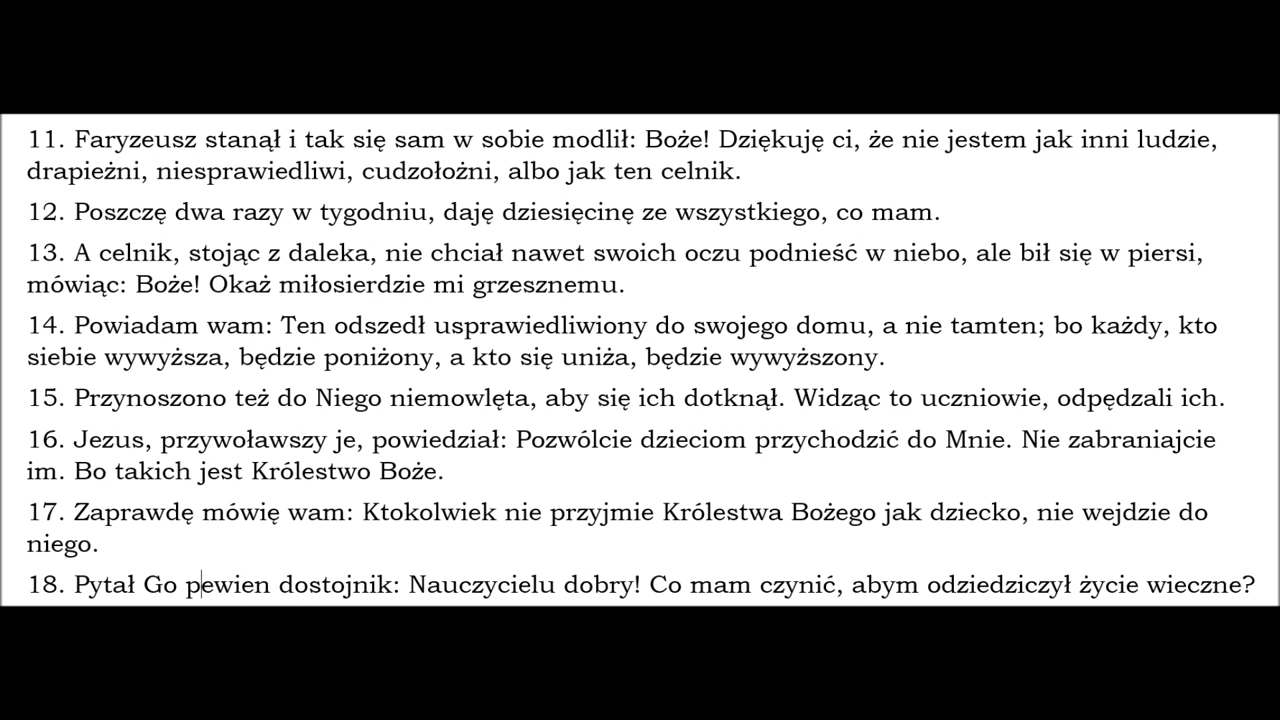 11. Faryzeusz stanął i tak się sam w sobie modlił: Boże! Dziękuję ci, że nie jestem jak inni ludzie,
drapieżni, niesprawiedliwi, cudzołożni, albo jak ten celnik.
12. Poszczę dwa razy w tygodniu, daję dziesięcinę ze wszystkiego, co mam.
13. A celnik, stojąc z daleka, nie chciał nawet swoich oczu podnieść w niebo, ale bił się w piersi,
mówiąc: Boże! Okaż miłosierdzie mi grzesznemu.
14. Powiadam wam: Ten odszedł usprawiedliwiony do swojego domu, a nie tamten; bo każdy, kto
siebie wywyższa, będzie poniżony, a kto się uniża, będzie wywyższony.
15. Przynoszono też do Niego niemowlęta, aby się ich dotknął. Widząc to uczniowie, odpędzali ich.
16. Jezus, przywoławszy je, powiedział: Pozwólcie dzieciom przychodzić do Mnie. Nie zabraniajcie
im. Bo takich jest Królestwo Boże.
17. Zaprawdę mówię wam: Ktokolwiek nie przyjmie Królestwa Bożego jak dziecko, nie wejdzie do
niego.
18. Pytał Go pewien dostojnik: Nauczycielu dobry! Co mam czynić, abym odziedziczył życie wieczne?